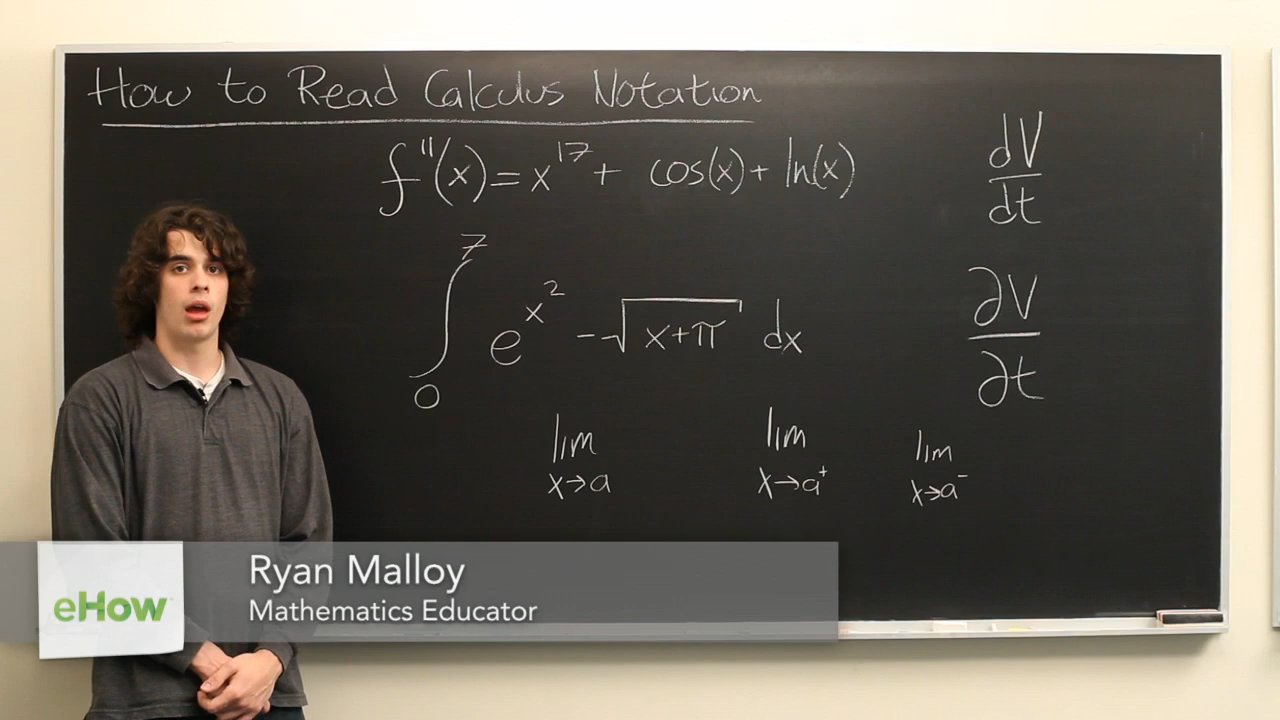 How to Read Calculus Notation
f''(x) = x^17 + cos(x) + ln(x)
dV/dt
∫_0^7 e^x^2 - √(x+π) dx
∂V/∂t
lim x→a
lim x→a^+
lim x→a^-
Ryan Malloy
eHow
Mathematics Educator